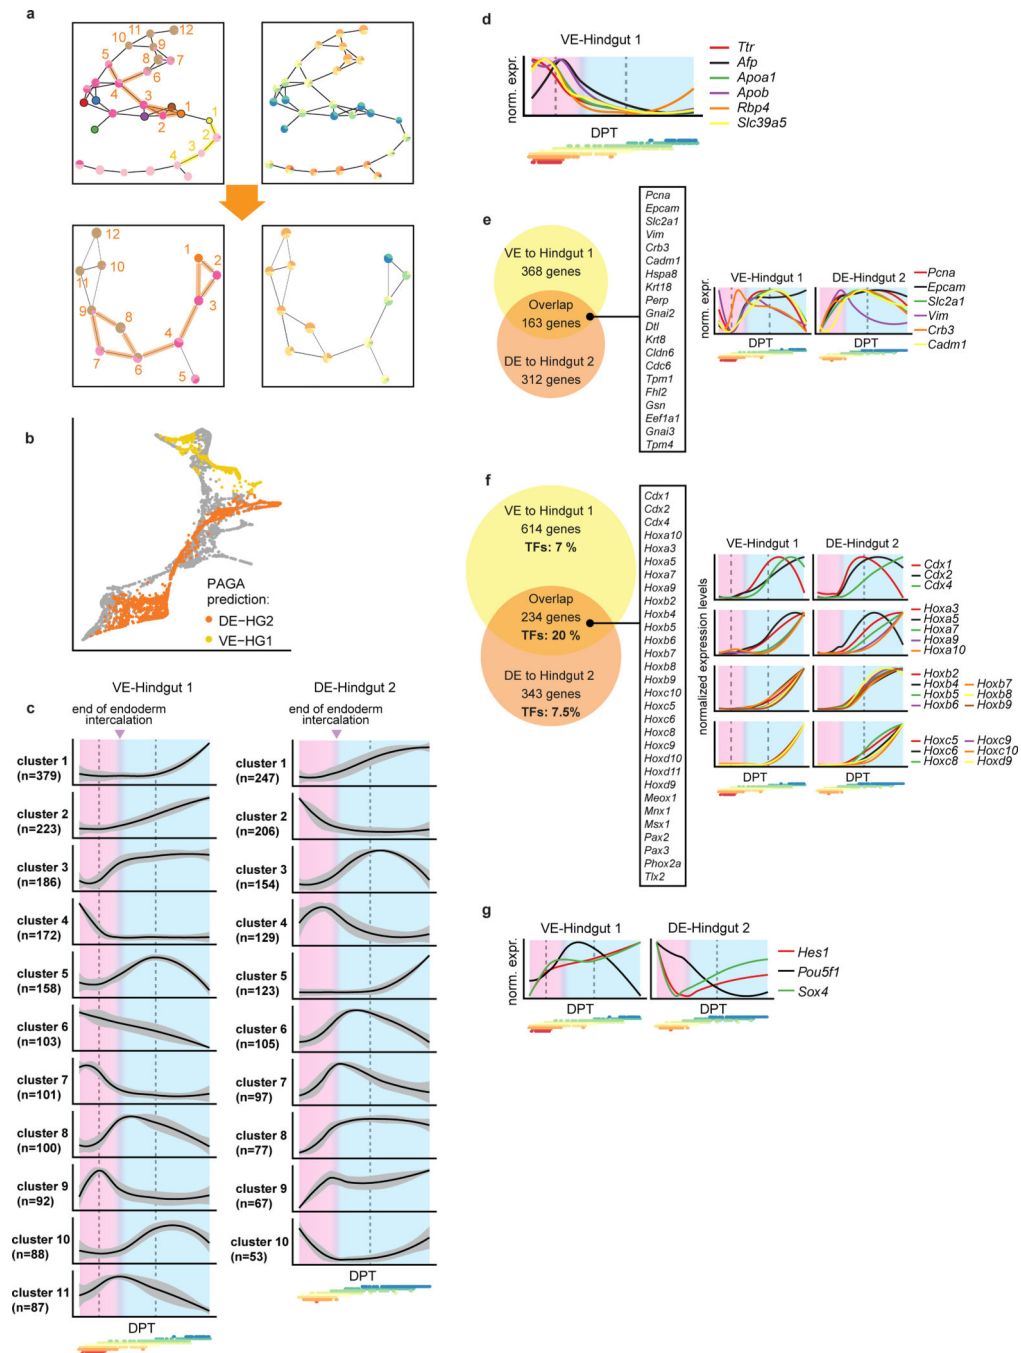 a
11
12
10
9
5
8
7
6
4
3
1
2
1
2
3
4
12
11
10
9
8
7
6
5
4
3
2
1
b
PAGA
prediction:
DE-HG2
VE-HG1
c
VE-Hindgut 1
end of endoderm
intercalation
cluster 1
(n=379)
cluster 2
(n=223)
cluster 3
(n=186)
cluster 4
(n=172)
cluster 5
(n=158)
cluster 6
(n=103)
cluster 7
(n=101)
cluster 8
(n=100)
cluster 9
(n=92)
cluster 10
(n=88)
cluster 11
(n=87)
DPT
DE-Hindgut 2
end of endoderm
intercalation
cluster 1
(n=247)
cluster 2
(n=206)
cluster 3
(n=154)
cluster 4
(n=129)
cluster 5
(n=123)
cluster 6
(n=105)
cluster 7
(n=97)
cluster 8
(n=77)
cluster 9
(n=67)
cluster 10
(n=53)
DPT
d
VE-Hindgut 1
norm. expr.
DPT
Ttr
Afp
Apoa1
Apob
Rbp4
Slc39a5
e
VE to Hindgut 1
368 genes
Overlap
163 genes
DE to Hindgut 2
312 genes
Pcna
Epcam
Slc2a1
Vim
Crb3
Cadm1
Hspa8
Krt18
Perp
Gnai2
Dtl
Krt8
Cldn6
Cdc6
Tpm1
Fhl2
Gsn
Eef1a1
Gnai3
Tpm4
VE-Hindgut 1
DE-Hindgut 2
norm. expr.
DPT
DPT
Pcna
Epcam
Slc2a1
Vim
Crb3
Cadm1
f
VE to Hindgut 1
614 genes
TFs: 7 %
Overlap
234 genes
TFs: 20 %
DE to Hindgut 2
343 genes
TFs: 7.5%
Cdx1
Cdx2
Cdx4
Hoxa10
Hoxa3
Hoxa5
Hoxa7
Hoxa9
Hoxb2
Hoxb4
Hoxb5
Hoxb6
Hoxb7
Hoxb8
Hoxb9
Hoxc10
Hoxc5
Hoxc6
Hoxc8
Hoxc9
Hoxd10
Hoxd11
Hoxd9
Meox1
Mnx1
Msx1
Pax2
Pax3
Phox2a
Tlx2
VE-Hindgut 1
DE-Hindgut 2
normalized expression levels
Cdx1
Cdx2
Cdx4
Hoxa3
Hoxa5
Hoxa7
Hoxa9
Hoxa10
Hoxb2
Hoxb4 Hoxb7
Hoxb5 Hoxb8
Hoxb6 Hoxb9
Hoxc5 Hoxc9
Hoxc6 Hoxc10
Hoxc8 Hoxd9
DPT
DPT
g
VE-Hindgut 1
DE-Hindgut 2
norm. expr.
DPT
DPT
Hes1
Pou5f1
Sox4